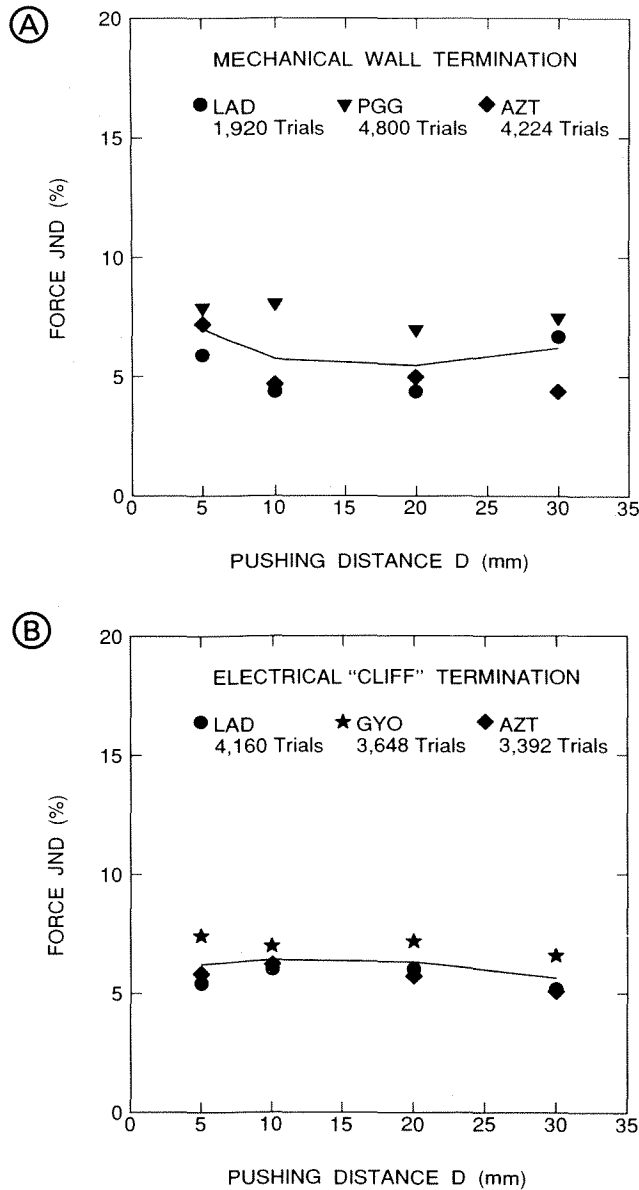 A
MECHANICAL WALL TERMINATION
LAD PGG AZT
1,920 Trials 4,800 Trials 4,224 Trials
FORCE JND (%)
20
15
10
5
0
0 5 10 15 20 25 30 35
PUSHING DISTANCE D (mm)
B
ELECTRICAL "CLIFF" TERMINATION
LAD GYO AZT
4,160 Trials 3,648 Trials 3,392 Trials
FORCE JND (%)
20
15
10
5
0
0 5 10 15 20 25 30 35
PUSHING DISTANCE D (mm)